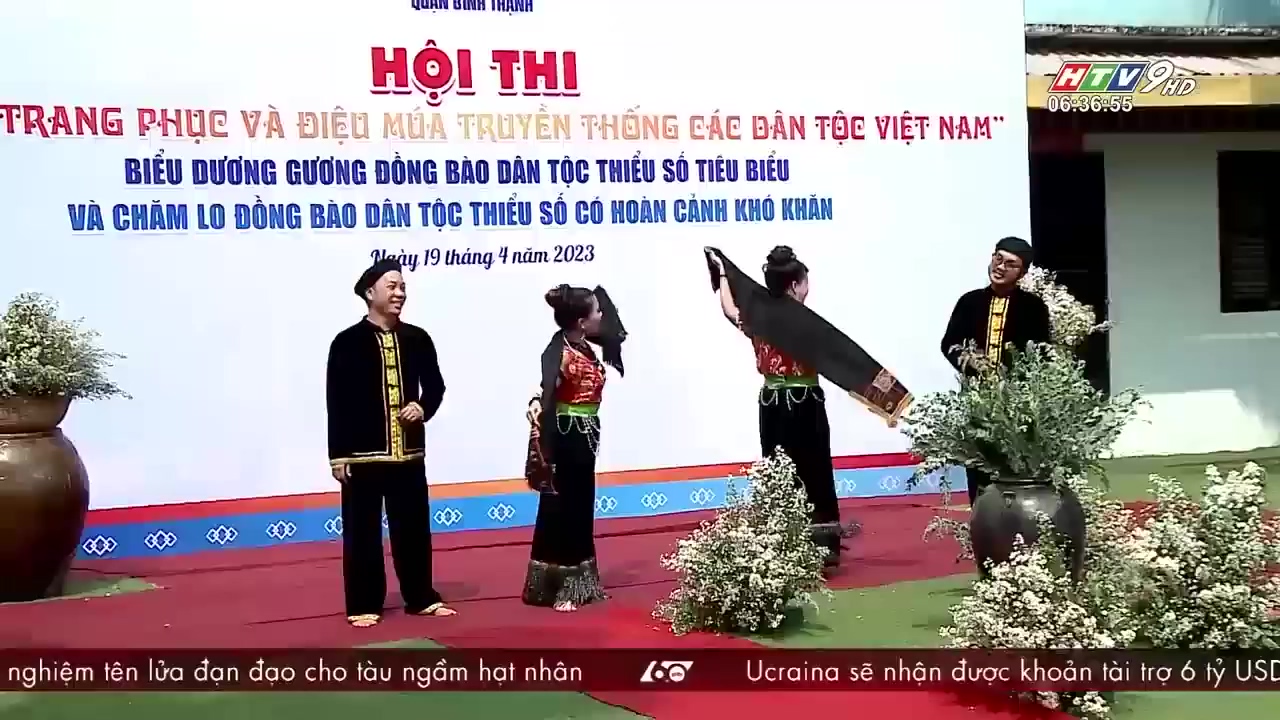 QUẬN BÌNH THẠNH
HỘI THI
TRANG PHỤC VÀ ĐIỆU MÚA TRUYỀN THỐNG CÁC DÂN TỘC VIỆT NAM”
BIỂU DƯƠNG GƯƠNG ĐỒNG BÀO DÂN TỘC THIỂU SỐ TIÊU BIỂU
VÀ CHĂM LO ĐỒNG BÀO DÂN TỘC THIỂU SỐ CÓ HOÀN CẢNH KHÓ KHĂN
Ngày 19 tháng 4 năm 2023
HTV9 HD
06:36:55
nghiệm tên lửa đạn đạo cho tàu ngầm hạt nhân
60
Ucraina sẽ nhận được khoản tài trợ 6 tỷ USD